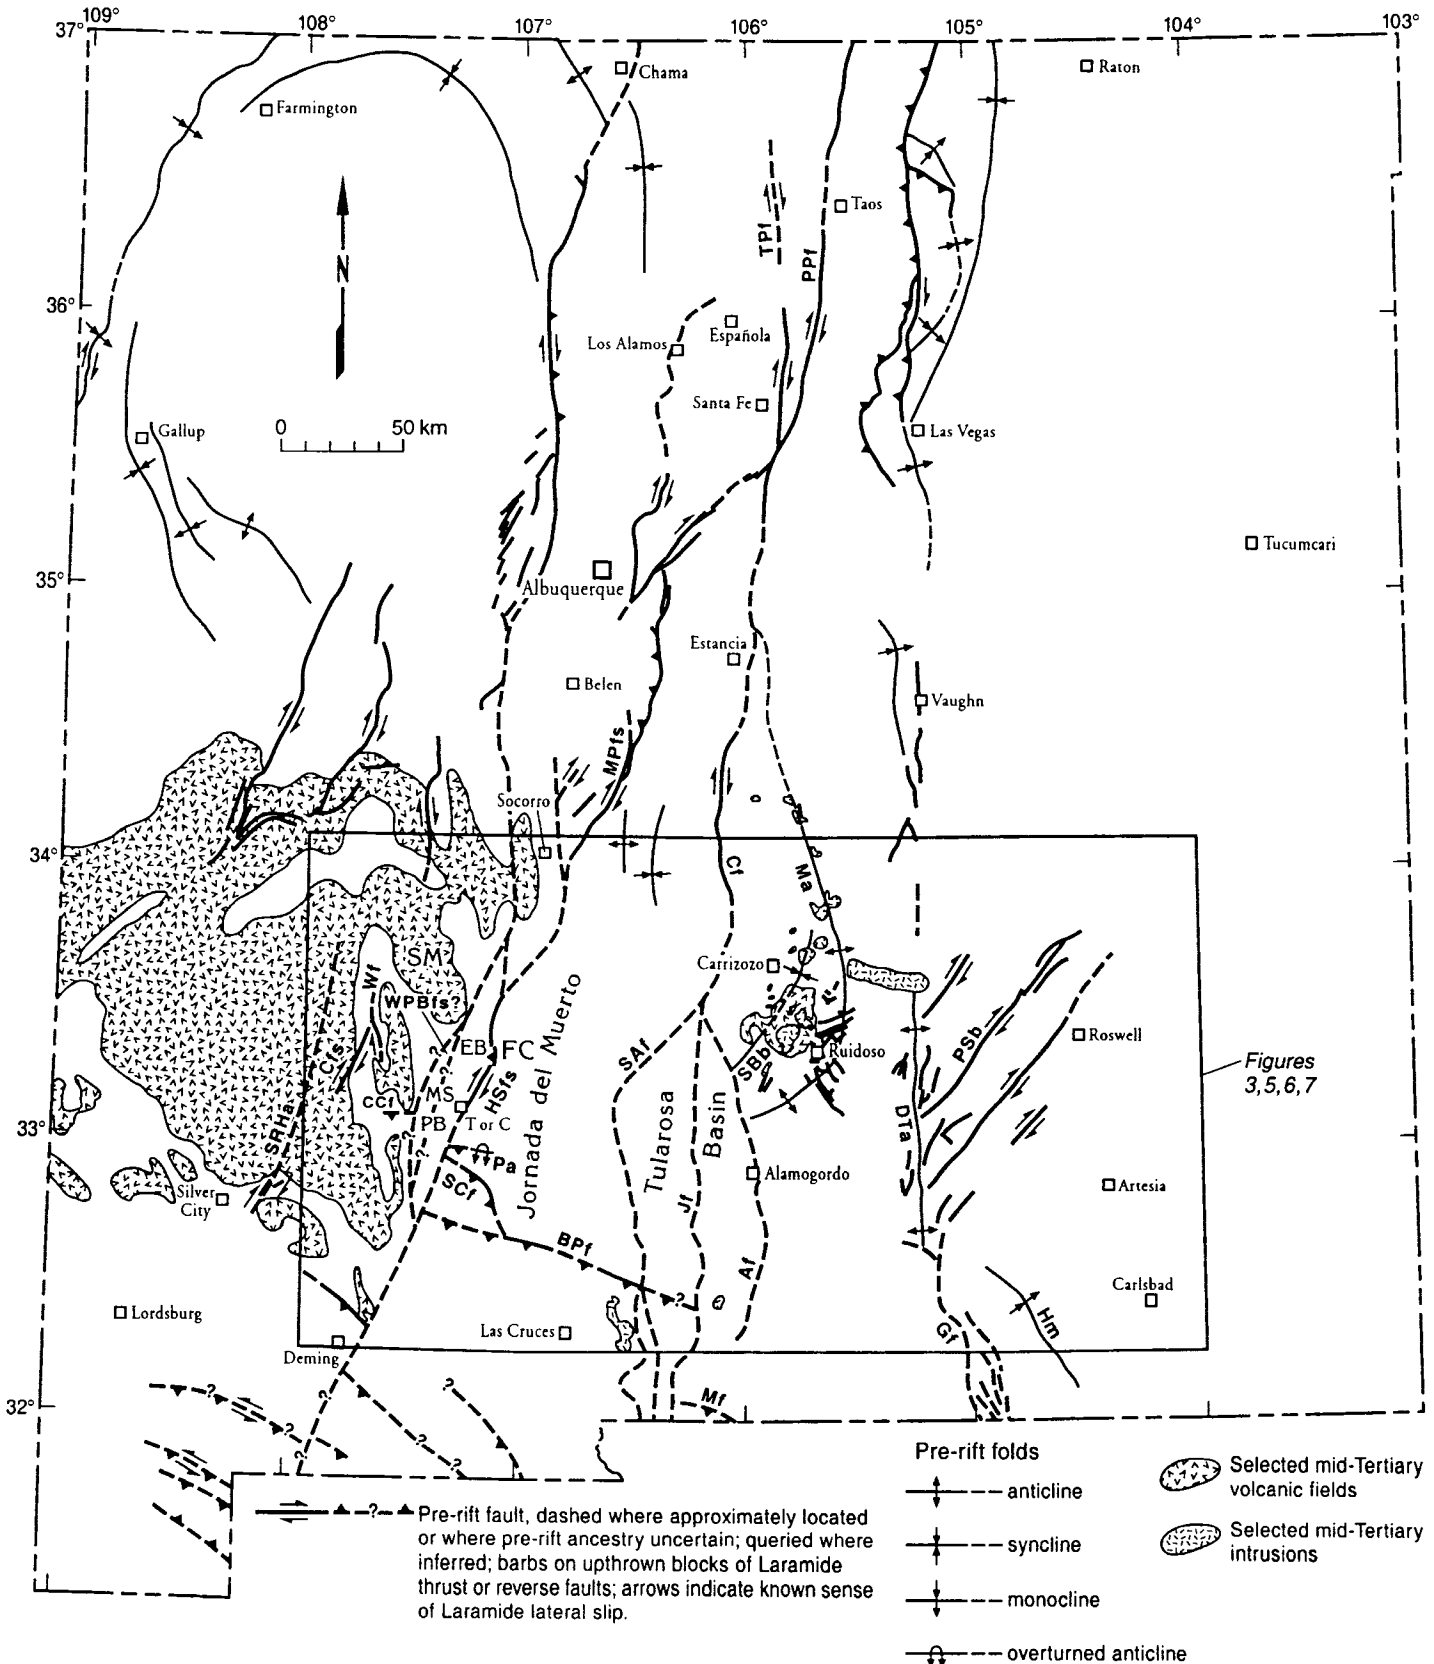 109°
108°
107°
106°
105°
104°
103°
37°
Chama
Raton
Farmington
Taos
TPf
PPf
N
36°
Española
Los Alamos
Santa Fe
Gallup
0 50 km
Las Vegas
Tucumcari
35°
Albuquerque
Estancia
Belen
Vaughn
MPfs
Socorro
34°
Cf
Ma
SM
Carrizozo
Wf
WPBfs?
Jornada del Muerto
EB
FC
SAf
SBb
Ruidoso
PSb
Roswell
Figures
3,5,6,7
Cfs
?
CCf
MS
HSfs
33°
SRHa
PB
T or C
?
?
Tularosa
Basin
DTa
Pa
SCf
Alamogordo
Silver
City
Artesia
Jf
BPf
Af
?
Carlsbad
Lordsburg
Las Cruces
Gf
Hm
Deming
32°
?
?
?
?
?
?
?
Mf
Pre-rift folds
anticline
syncline
monocline
overturned anticline
Selected mid-Tertiary
volcanic fields
Selected mid-Tertiary
intrusions
?
Pre-rift fault, dashed where approximately located
or where pre-rift ancestry uncertain; queried where
inferred; barbs on upthrown blocks of Laramide
thrust or reverse faults; arrows indicate known sense
of Laramide lateral slip.